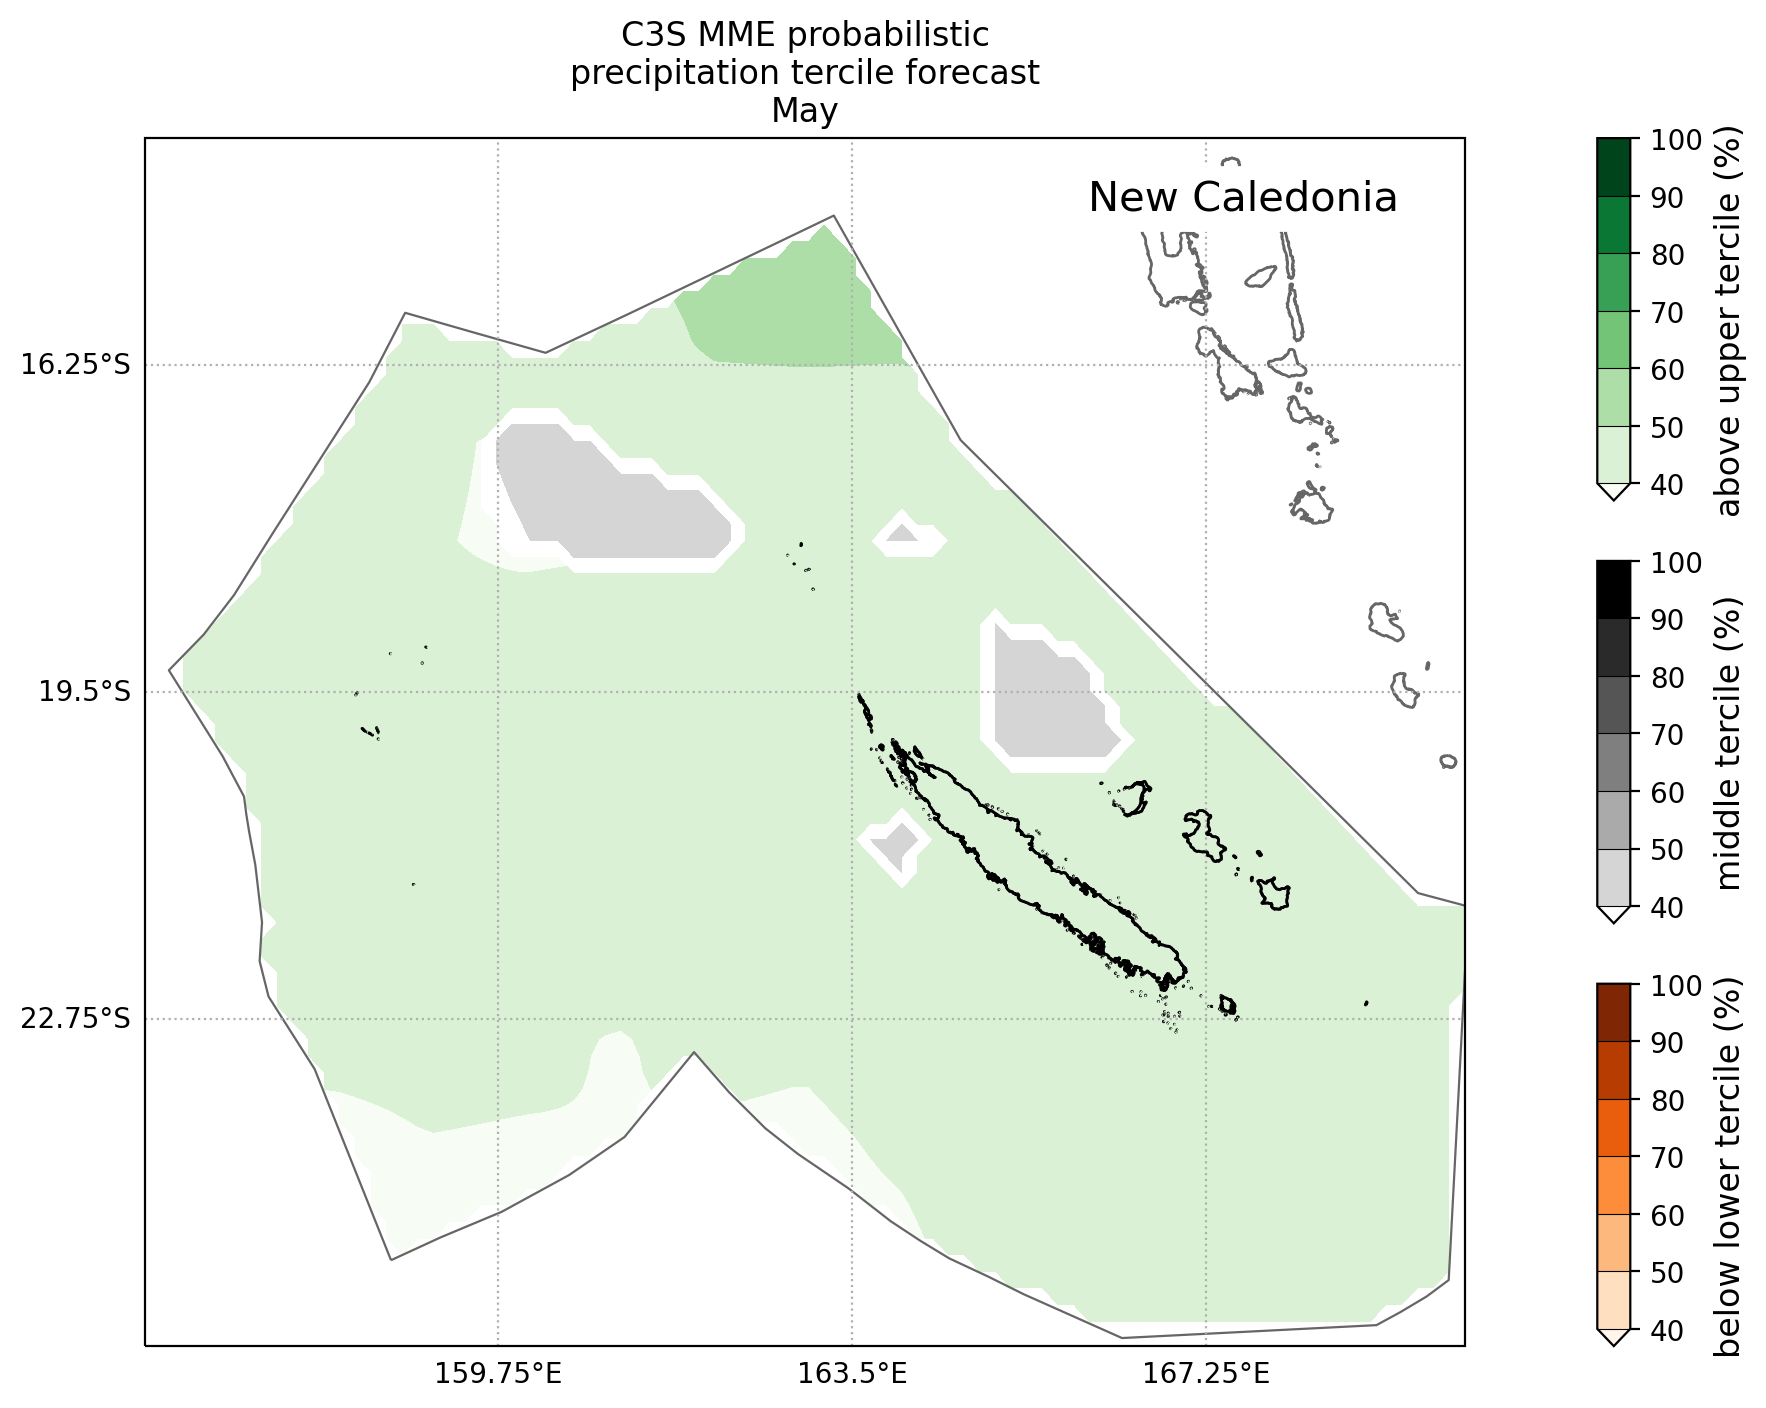 C3S MME probabilistic
precipitation tercile forecast
May
New Caledonia
16.25°S
19.5°S
22.75°S
159.75°E
163.5°E
167.25°E
100
90
80
70
60
50
40
above upper tercile (%)
100
90
80
70
60
50
40
middle tercile (%)
100
90
80
70
60
50
40
below lower tercile (%)